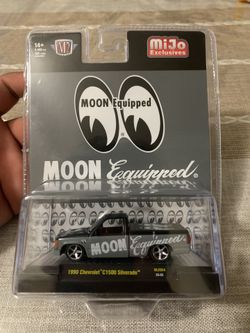 14+
M2
MiJo
Exclusives
MOON Equipped
MOON Equipped
MOON Equipped
1990 Chevrolet "C1500 Silverado"